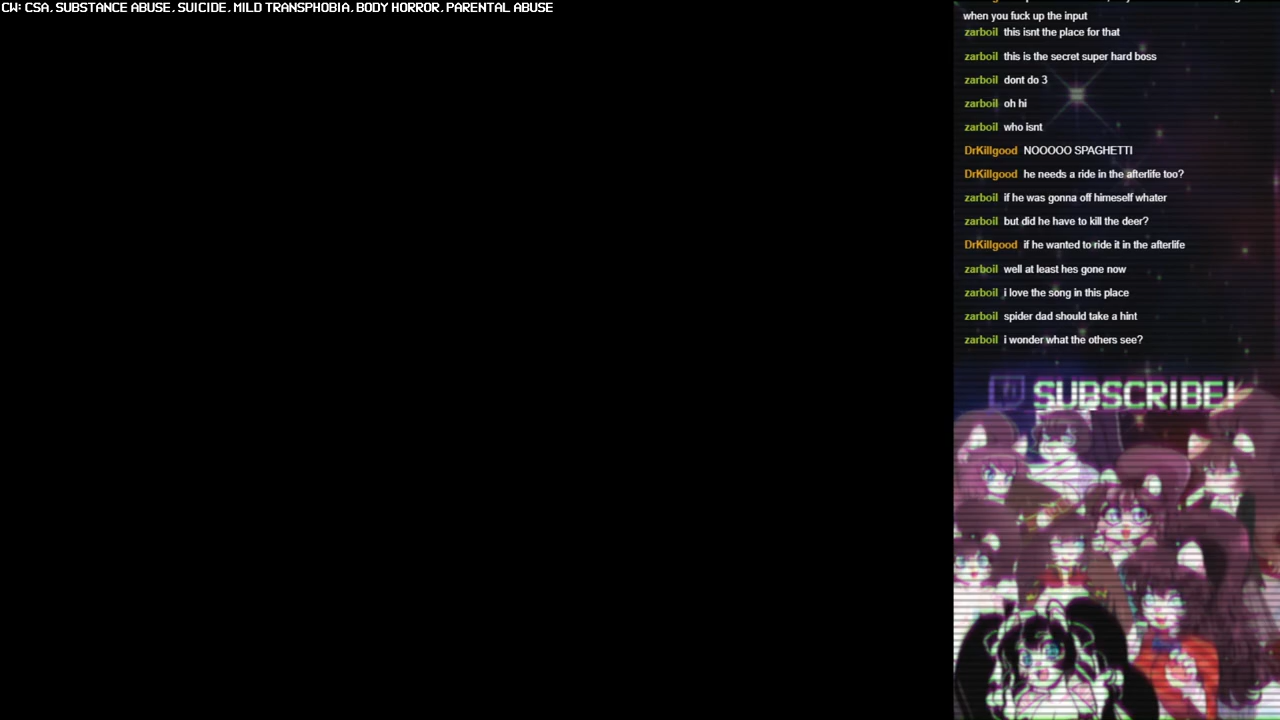 CW: CSA, SUBSTANCE ABUSE, SUICIDE, MILD TRANSPHOBIA, BODY HORROR, PARENTAL ABUSE
when you fuck up the input
zarboil this isnt the place for that
zarboil this is the secret super hard boss
zarboil dont do 3
zarboil oh hi
zarboil who isnt
DrKillgood NOOOOO SPAGHETTI
DrKillgood he needs a ride in the afterlife too?
zarboil if he was gonna off himeself whater
zarboil but did he have to kill the deer?
DrKillgood if he wanted to ride it in the afterlife
zarboil well at least hes gone now
zarboil i love the song in this place
zarboil spider dad should take a hint
zarboil i wonder what the others see?
SUBSCRIBE!